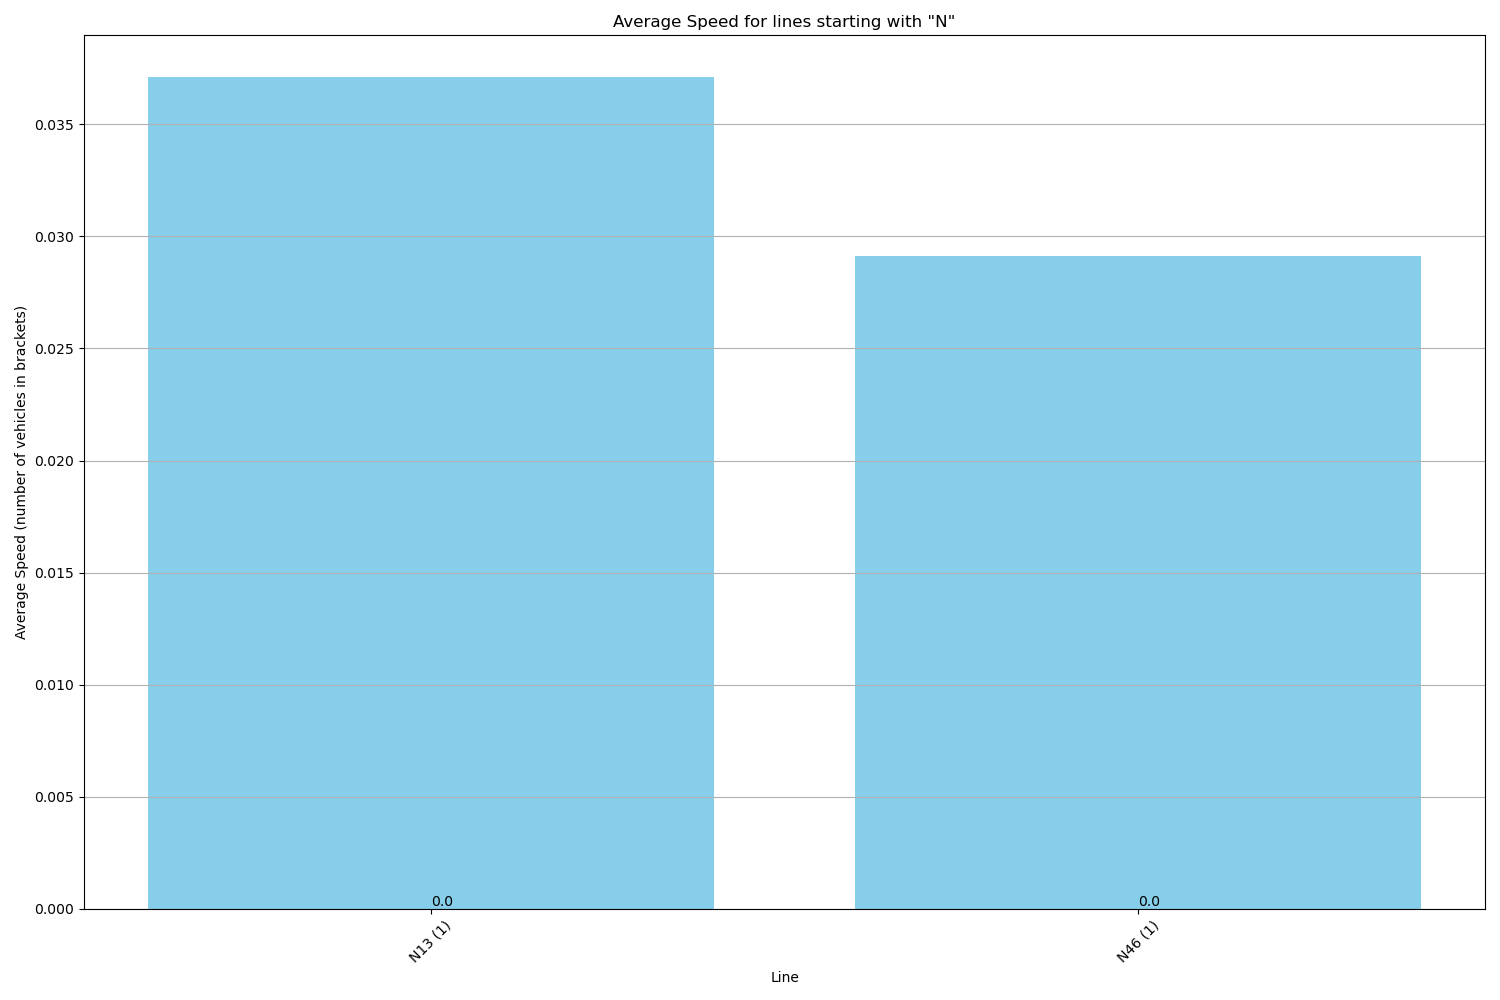 Average Speed for lines starting with "N"
Average Speed (number of vehicles in brackets)
0.035
0.030
0.025
0.020
0.015
0.010
0.005
0.000
0.0
0.0
N13 (1)
N46 (1)
Line